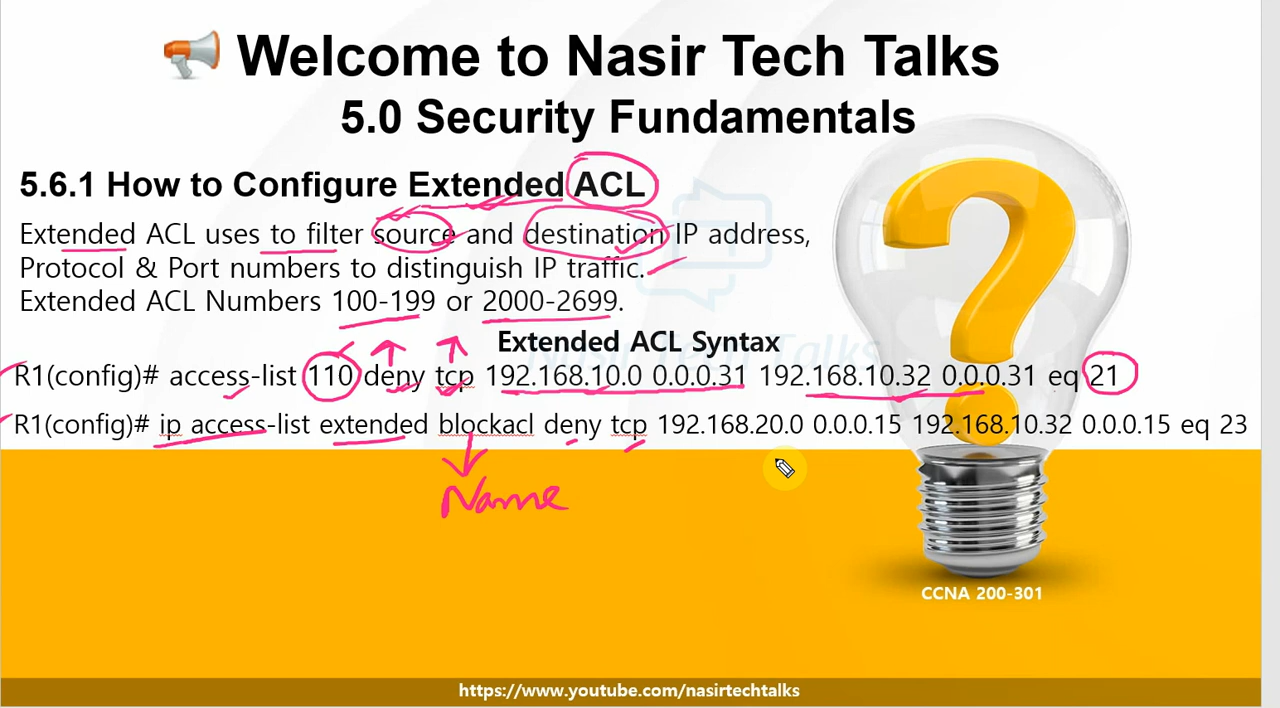 Welcome to Nasir Tech Talks
5.0 Security Fundamentals
5.6.1 How to Configure Extended ACL
Extended ACL uses to filter source and destination IP address,
Protocol & Port numbers to distinguish IP traffic.
Extended ACL Numbers 100-199 or 2000-2699.
Extended ACL Syntax
Nasir Tech Talks
R1(config)# access-list 110 deny tcp 192.168.10.0 0.0.0.31 192.168.10.32 0.0.0.31 eq 21
R1(config)# ip access-list extended blockacl deny tcp 192.168.20.0 0.0.0.15 192.168.10.32 0.0.0.15 eq 23
Name
CCNA 200-301
https://www.youtube.com/nasirtechtalks